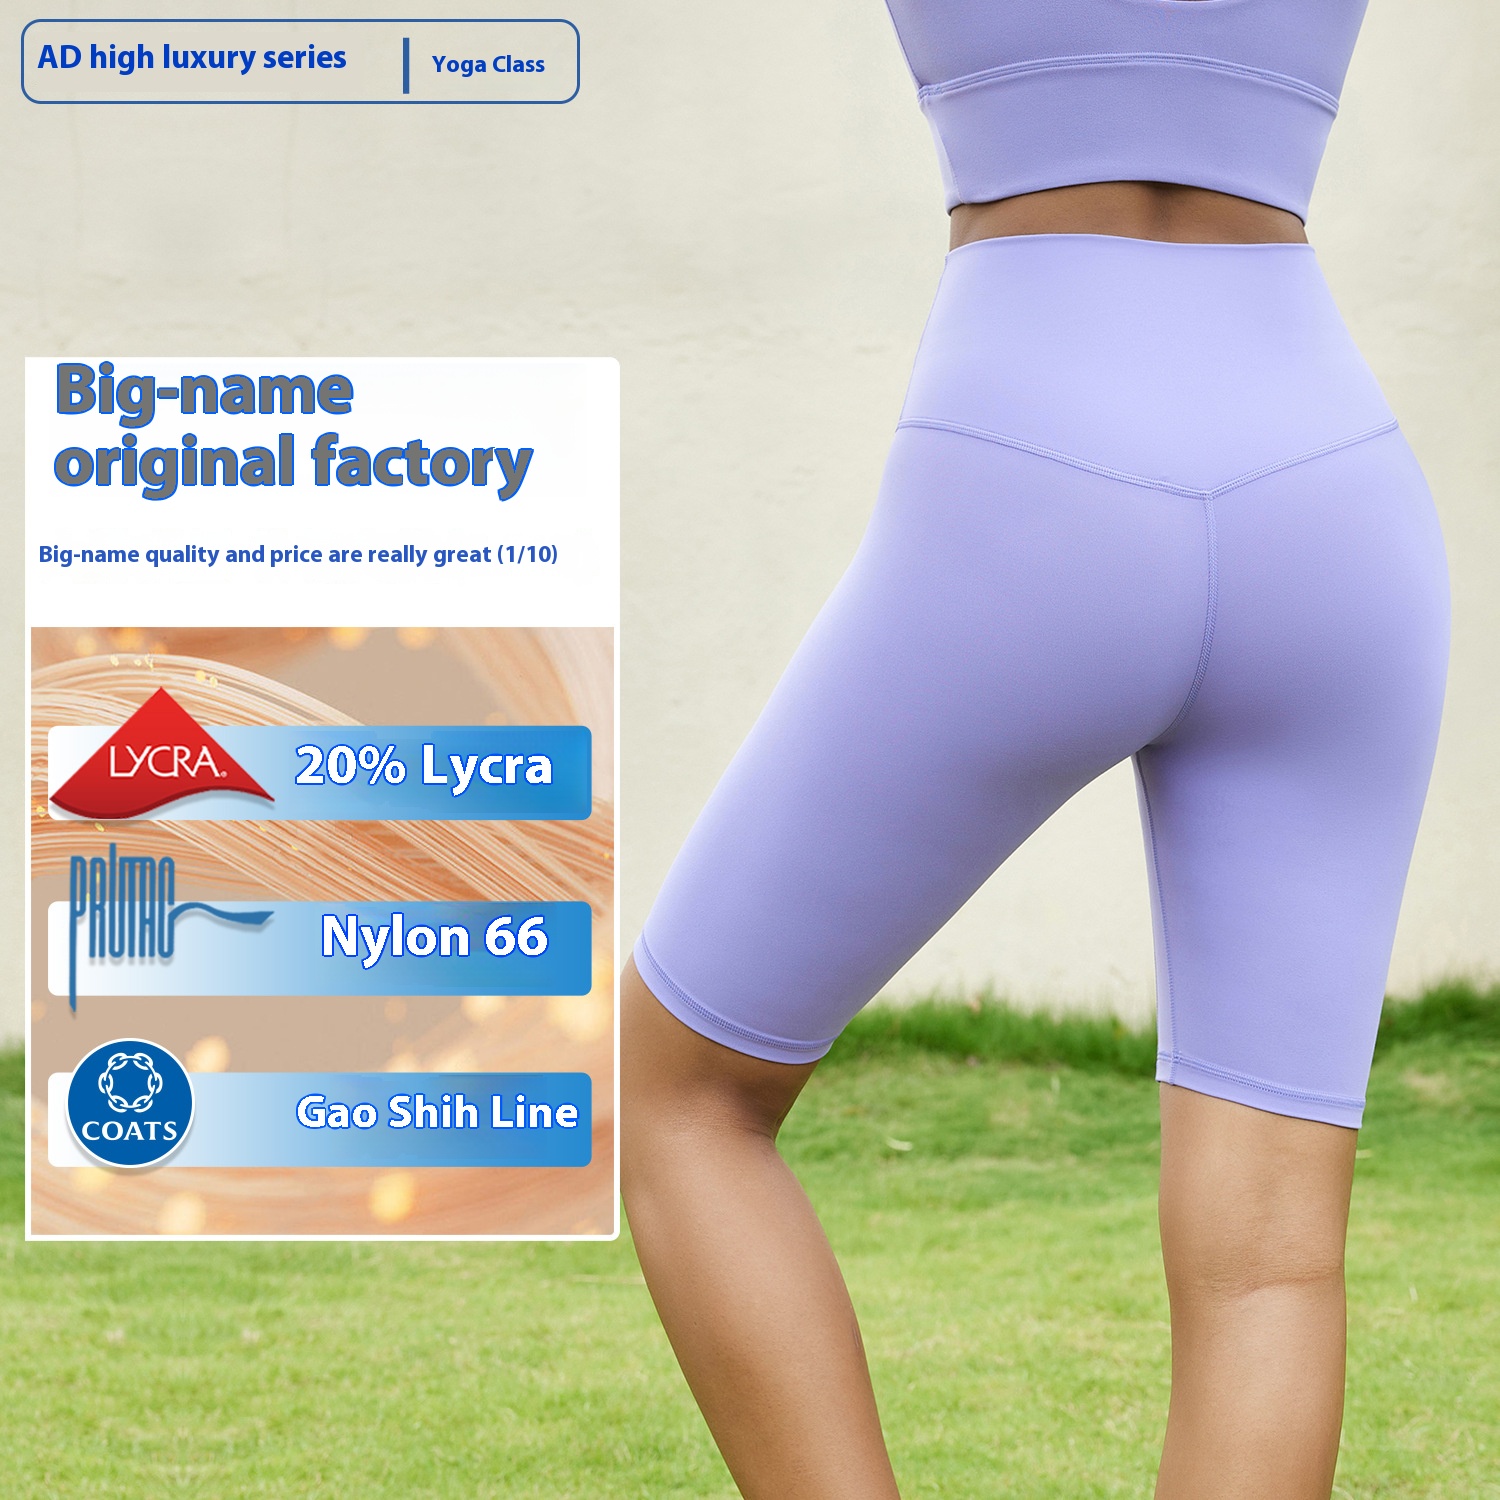 AD high luxury series
Yoga Class
Big-name
original factory
Big-name quality and price are really great (1/10)
LYCRA®
20% Lycra
Nylon 66
COATS
Gao Shih Line